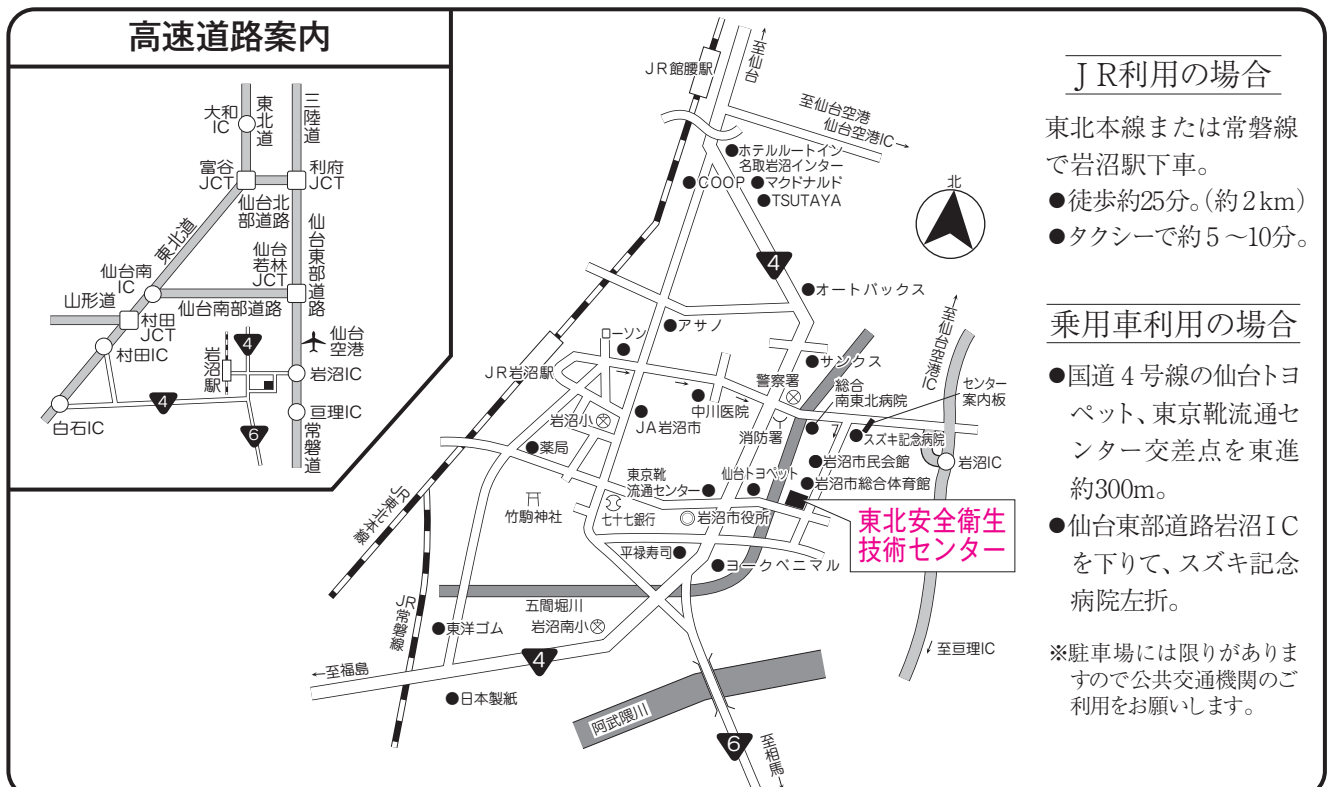 高速道路案内
大和
IC
東北道
三陸道
富谷
JCT
利府
JCT
仙台北
部道路
東北道
仙台
若林
JCT
仙台東部道路
仙台南
IC
仙台南部道路
山形道
村田
JCT
村田IC
岩沼駅
4
仙台
空港
岩沼IC
4
6
亘理IC
白石IC
常磐道
JR館腰駅
←至仙台
至仙台空港
仙台空港IC→
ホテルルートイン
名取岩沼インター
●COOP
●マクドナルド
●TSUTAYA
北
4
●オートバックス
●アサノ
ローソン
●サンクス
←至仙台空港IC
JR岩沼駅
警察署
総合
南東北病院
センター
案内板
中川医院
岩沼小
JA岩沼市
消防署
スズキ記念病院
●薬局
●岩沼市民会館
岩沼IC
東京靴
流通センター
仙台トヨペット
●岩沼市総合体育館
竹駒神社
七十七銀行
◎岩沼市役所
東北安全衛生
技術センター
平禄寿司
●ヨークベニマル
JR東北本線
五間堀川
JR常磐線
●東洋ゴム
岩沼南小
←至福島
4
↓至亘理IC
●日本製紙
阿武隈川
6
至相馬→
JR利用の場合
東北本線または常磐線
で岩沼駅下車。
●徒歩約25分。(約2km)
●タクシーで約5～10分。
乗用車利用の場合
●国道4号線の仙台トヨ
ペット、東京靴流通セ
ンター交差点を東進
約300m。
●仙台東部道路岩沼IC
を下りて、スズキ記念
病院左折。
※駐車場には限りがありま
すので公共交通機関のご
利用をお願いします。